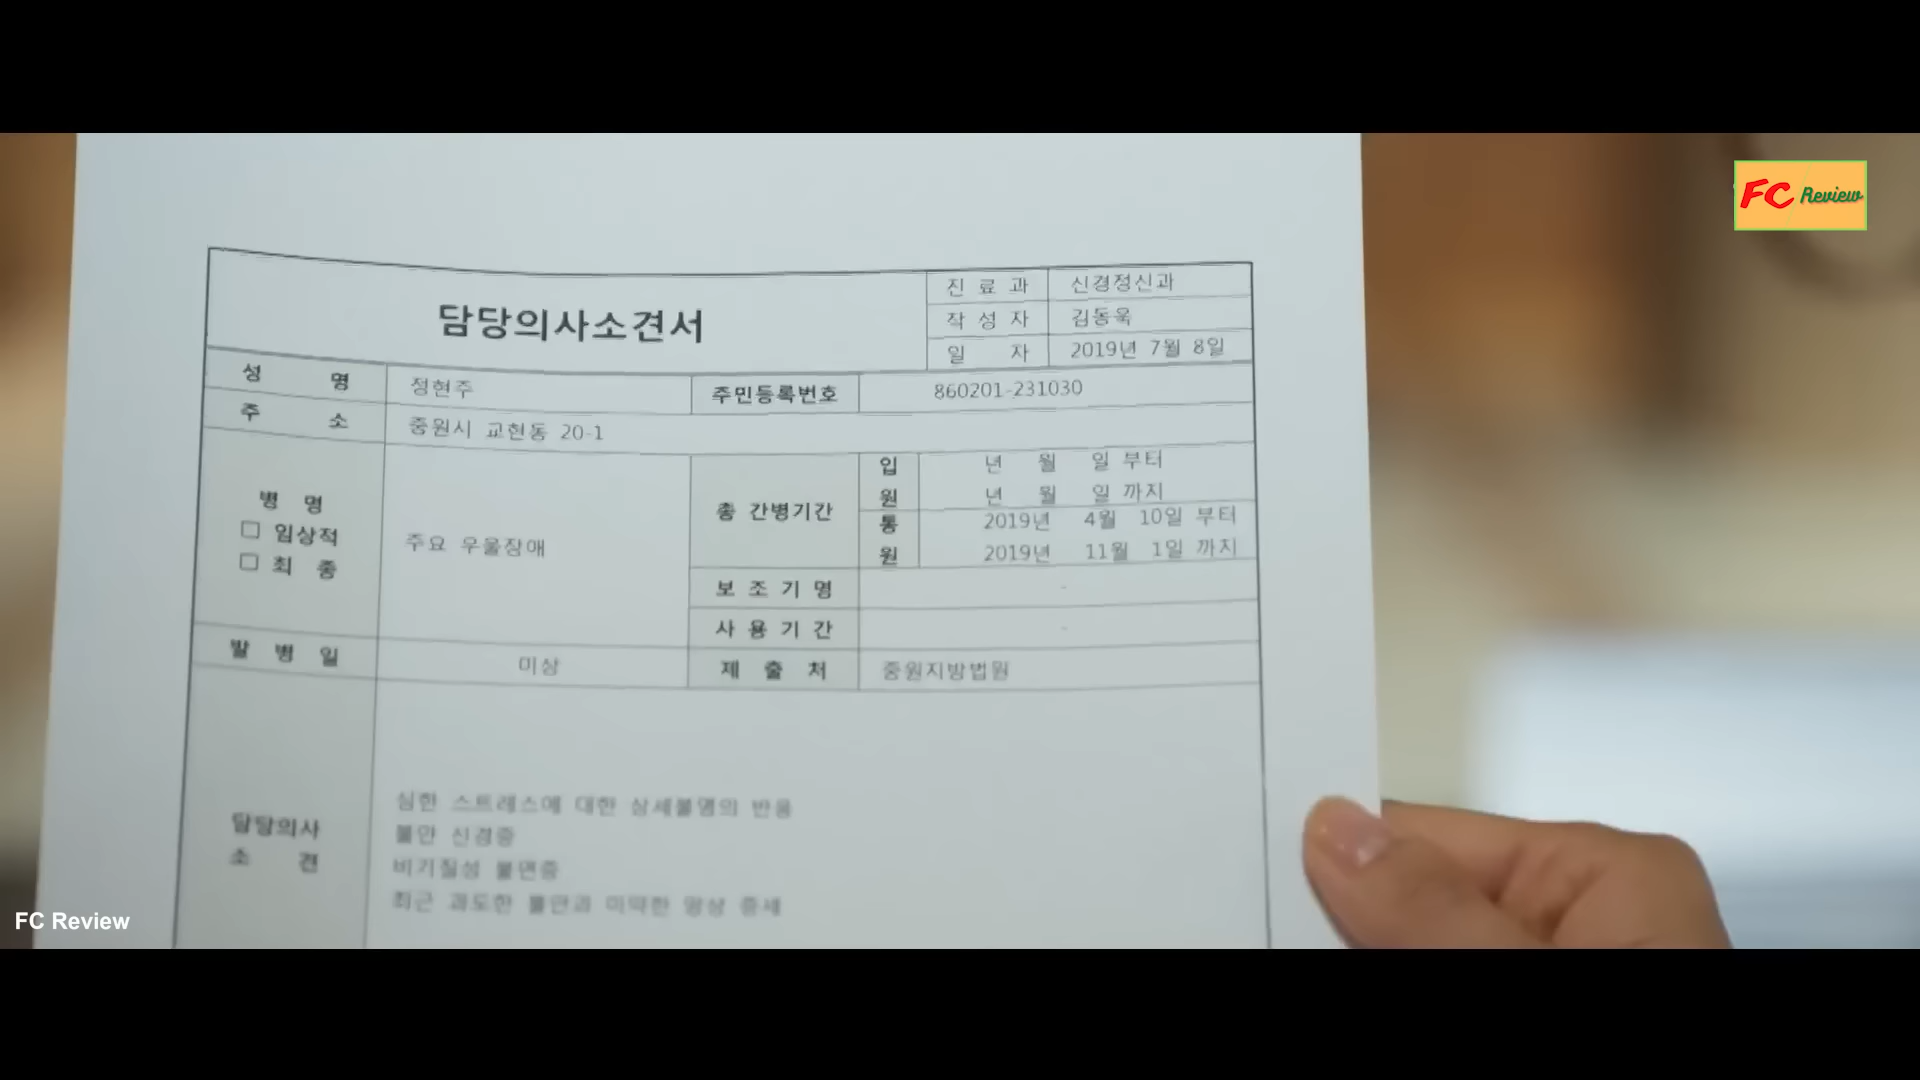 FC Review
담당의사소견서
진 료 과 신경정신과
작 성 자 김동욱
일 자 2019년 7월 8일
성 명 정현주 주민등록번호 860201-231030
주 소 중원시 교현동 20-1
병 명
☐ 임상적
☐ 최 종
주요 우울장애
총 간병기간
입원
년 월 일 부터
년 월 일 까지
통원
2019년 4월 10일 부터
2019년 11월 1일 까지
보 조 기 명 -
사 용 기 간 -
발 병 일 미상 제 출 처 중원지방법원
담당의사
소 견
심한 스트레스에 대한 상세불명의 반응
불안 신경증
비기질성 불면증
최근 과도한 불안과 미약한 망상 증세
FC Review